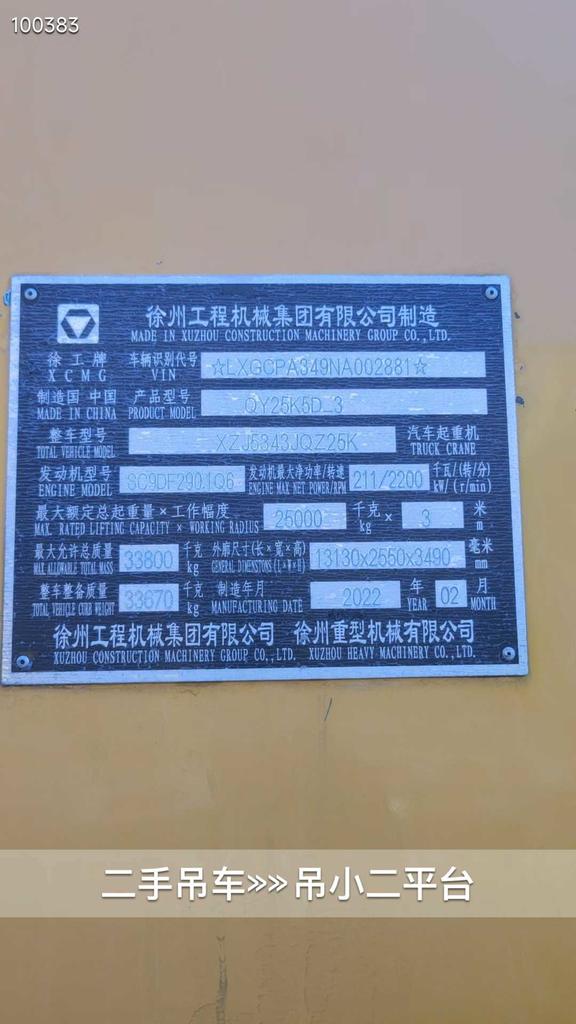 100383
徐州工程机械集团有限公司制造
MADE IN XUZHOU CONSTRUCTION MACHINERY GROUP CO.,LTD.
徐工牌 车辆识别代号 ☆LXGCPA349NA002881☆
XCMG VIN
制造国 中国 产品型号 QY25K5D_3
MADE IN CHINA PRODUCT MODEL
整车型号 XZJ5343JQZ25K 汽车起重机
TOTAL VEHICLE MODEL TRUCK CRANE
发动机型号 SC9DF290.1Q6 发动机最大净功率/转速 211/2200 千瓦/(转/分)
ENGINE MODEL ENGINE MAX NET POWER/RPM kW/(r/min)
最大额定总起重量×工作幅度 25000 千克 × 3 米
MAX. RATED LIFTING CAPACITY × WORKING RADIUS kg m
最大允许总质量 33800 千克 外廓尺寸(长×宽×高) 13130x2550x3490 毫米
MAX.ALLOWABLE TOTAL MASS kg GENERAL DIMENSTONS(L×W×H) mm
整车整备质量 33670 千克 制造年月 2022 年 02 月
TOTAL VEHICLE CURB WEIGHT kg MANUFACTURING DATE YEAR MONTH
徐州工程机械集团有限公司 徐州重型机械有限公司
XUZHOU CONSTRUCTION MACHINERY GROUP CO.,LTD. XUZHOU HEAVY MACHINERY CO.,LTD.
二手吊车»»吊小二平台